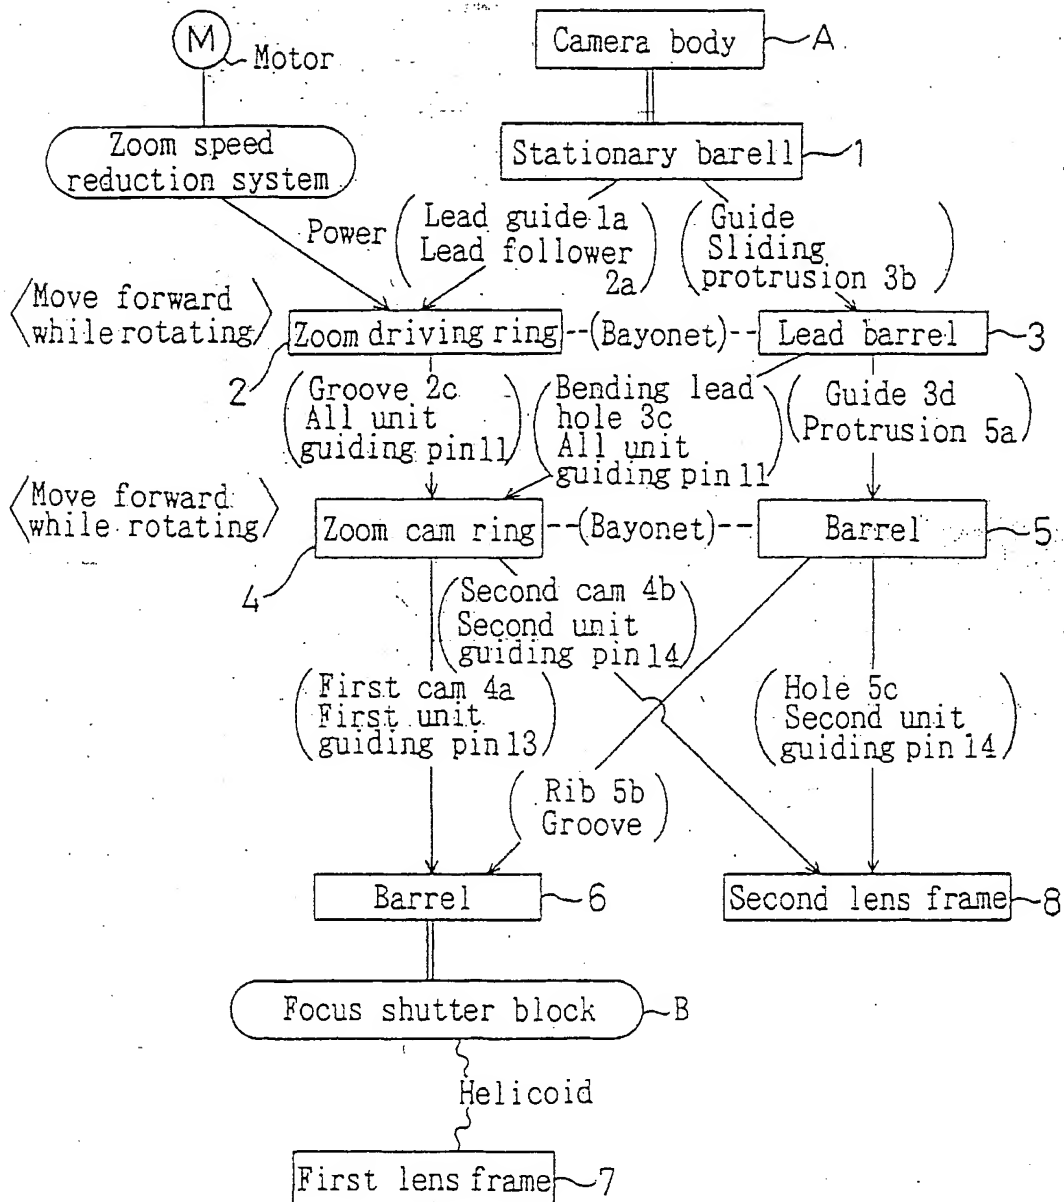 M
Motor
Camera body
A
Zoom speed
reduction system
Stationary barell
1
Power
Lead guide 1a
Lead follower
2a
Guide
Sliding
protrusion 3b
Move forward
while rotating
Zoom driving ring
(Bayonet)
Lead barrel
3
2
Groove 2c
All unit
guiding pin 11
Bending lead
hole 3c
All unit
guiding pin 11
Guide 3d
Protrusion 5a
Move forward
while rotating
Zoom cam ring
(Bayonet)
Barrel
5
4
Second cam 4b
Second unit
guiding pin 14
First cam 4a
First unit
guiding pin 13
Hole 5c
Second unit
guiding pin 14
Rib 5b
Groove
Barrel
6
Second lens frame
8
Focus shutter block
B
Helicoid
First lens frame
7